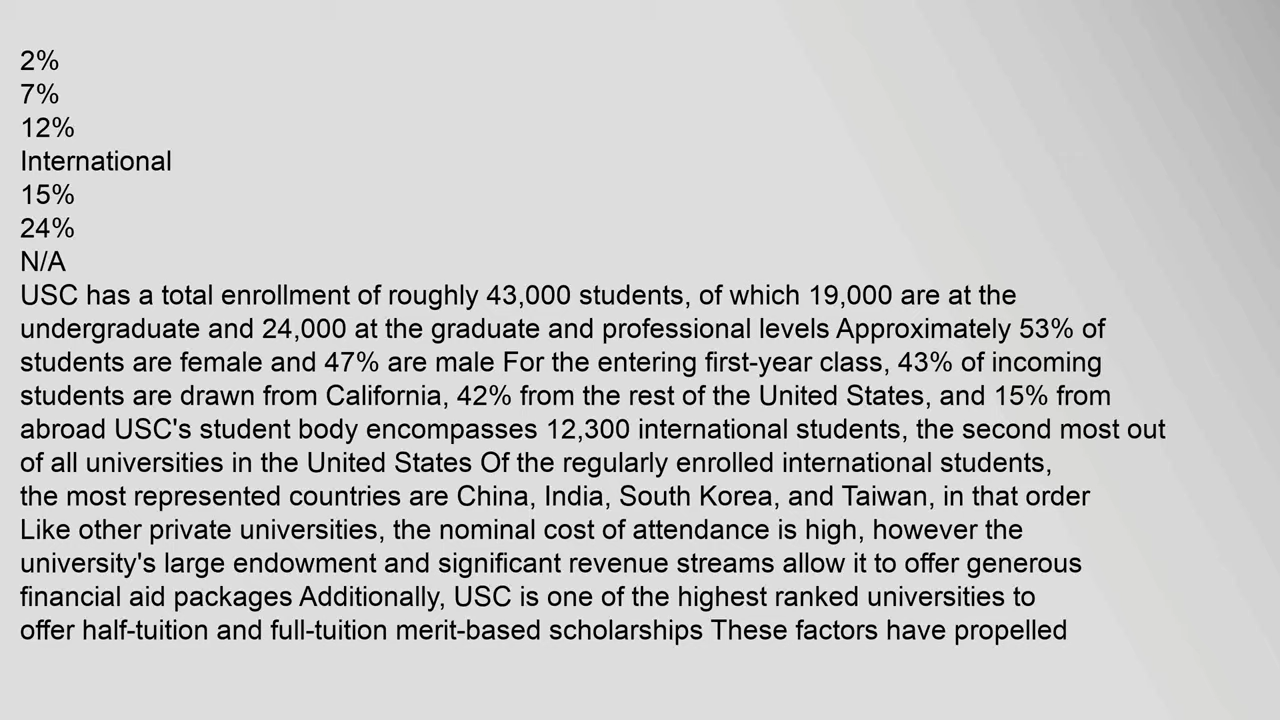 2%
7%
12%
International
15%
24%
N/A
USC has a total enrollment of roughly 43,000 students, of which 19,000 are at the
undergraduate and 24,000 at the graduate and professional levels Approximately 53% of
students are female and 47% are male For the entering first-year class, 43% of incoming
students are drawn from California, 42% from the rest of the United States, and 15% from
abroad USC's student body encompasses 12,300 international students, the second most out
of all universities in the United States Of the regularly enrolled international students,
the most represented countries are China, India, South Korea, and Taiwan, in that order
Like other private universities, the nominal cost of attendance is high, however the
university's large endowment and significant revenue streams allow it to offer generous
financial aid packages Additionally, USC is one of the highest ranked universities to
offer half-tuition and full-tuition merit-based scholarships These factors have propelled